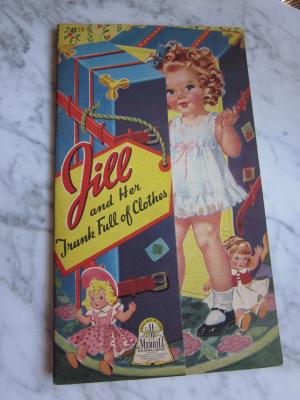 Jill
and Her
Trunk Full of Clothes
M
MERRILL